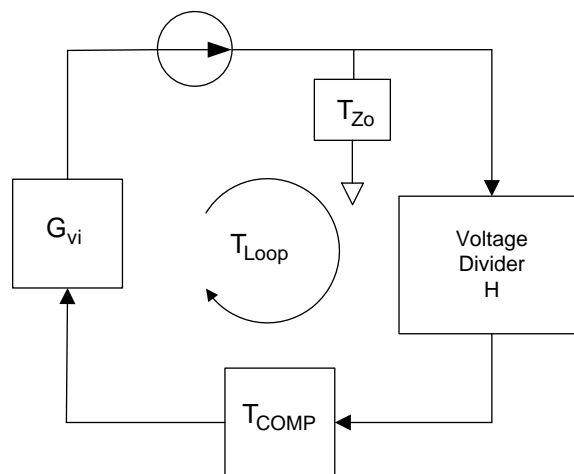 T_Zo
G_vi
T_Loop
Voltage
Divider
H
T_COMP